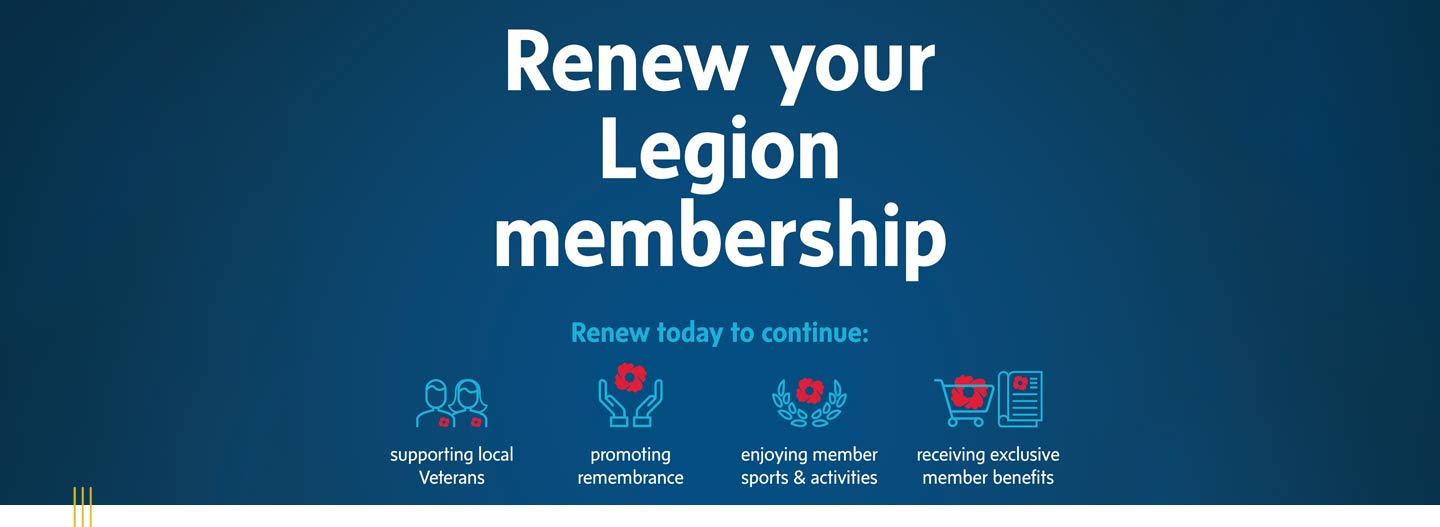 Renew your
Legion
membership
Renew today to continue:
supporting local
Veterans
promoting
remembrance
enjoying member
sports & activities
receiving exclusive
member benefits